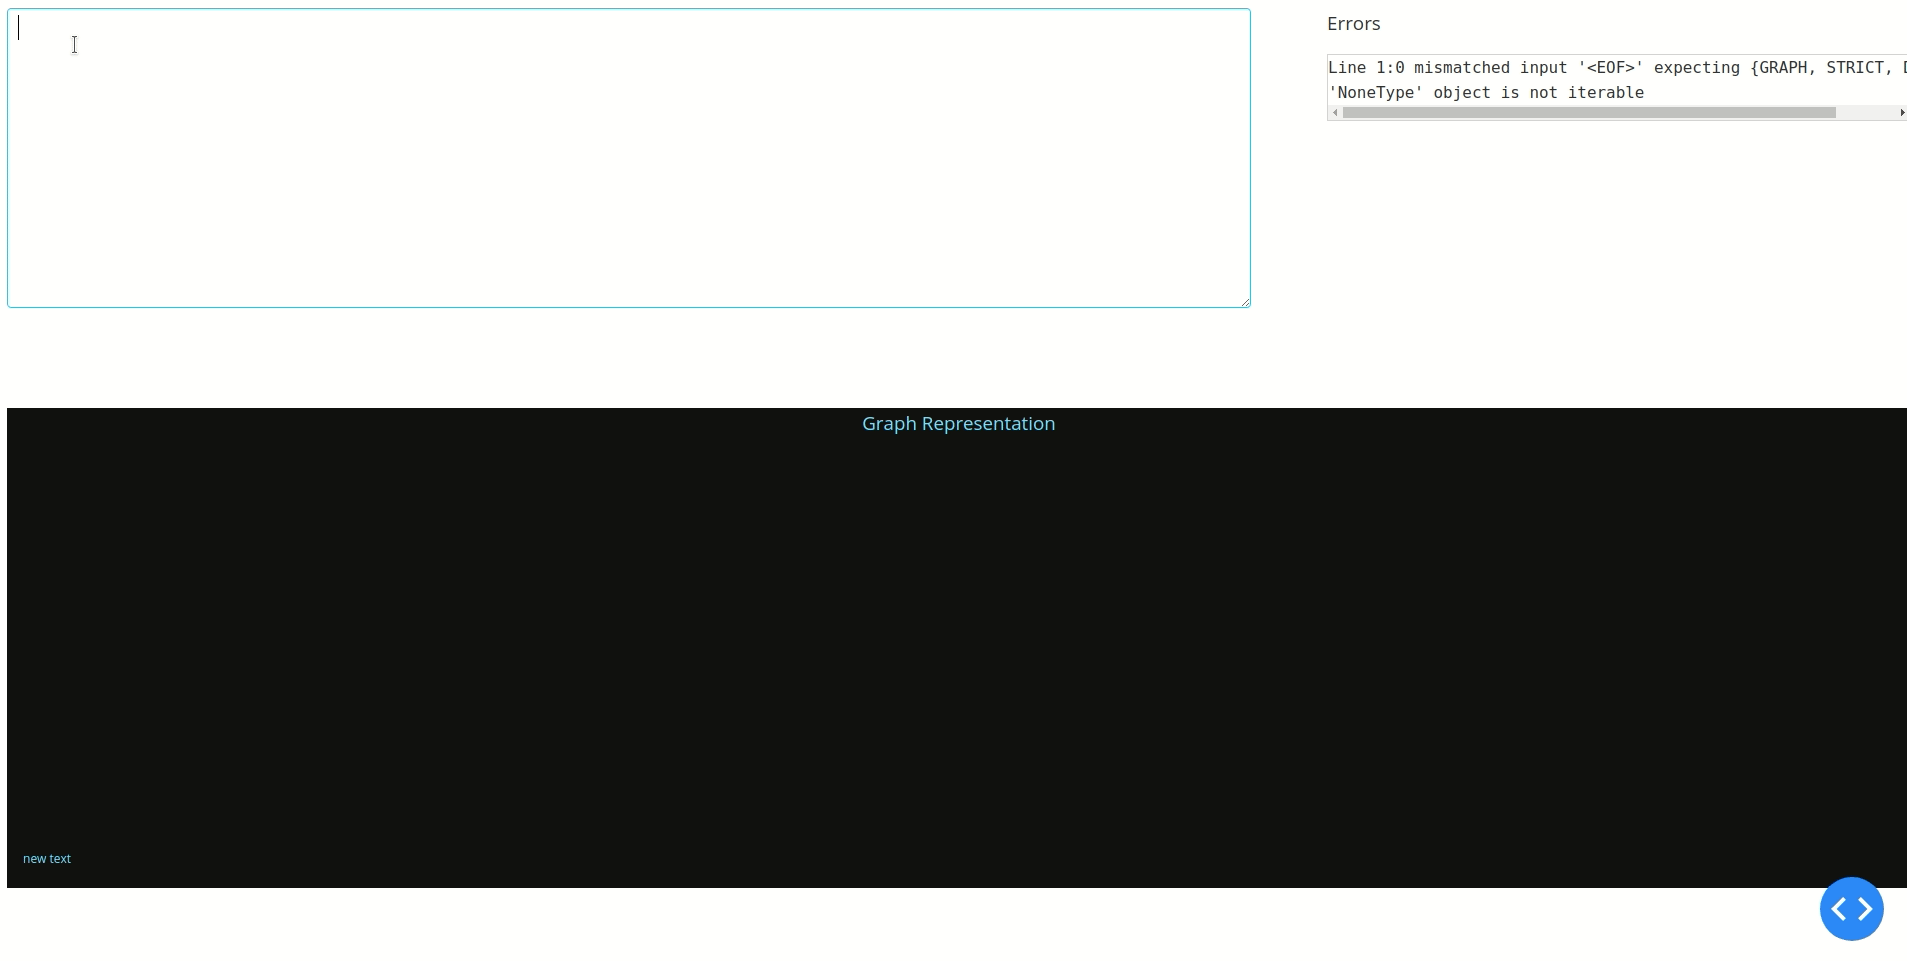 Errors
Line 1:0 mismatched input '<EOF>' expecting {GRAPH, STRICT,
'NoneType' object is not iterable
Graph Representation
new text